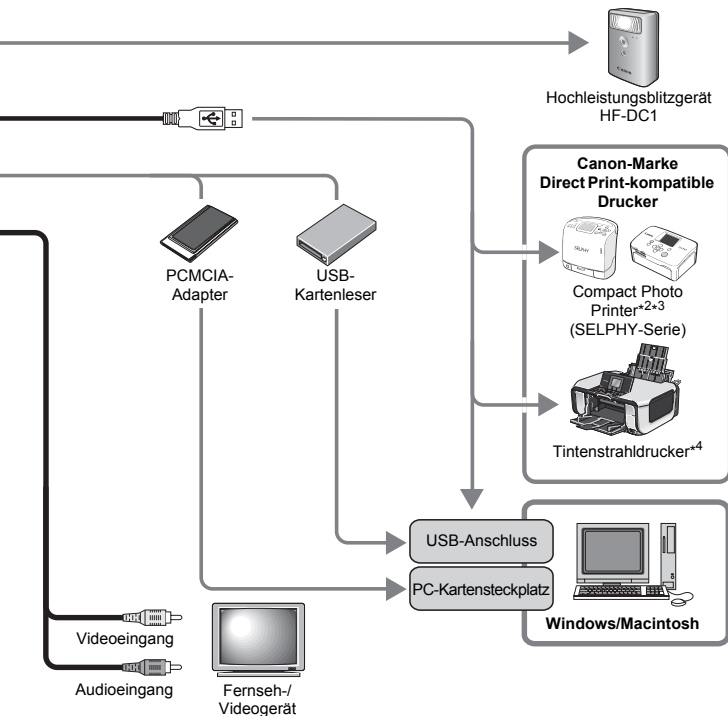 Hochleistungsblitzgerät
HF-DC1
Canon-Marke
Direct Print-kompatible
Drucker
PCMCIA-
Adapter
USB-
Kartenleser
SELPHY
Compact Photo
Printer*2*3
(SELPHY-Serie)
Tintenstrahldrucker*4
USB-Anschluss
PC-Kartensteckplatz
Windows/Macintosh
Videoeingang
Audioeingang
Fernseh-/
Videogerät